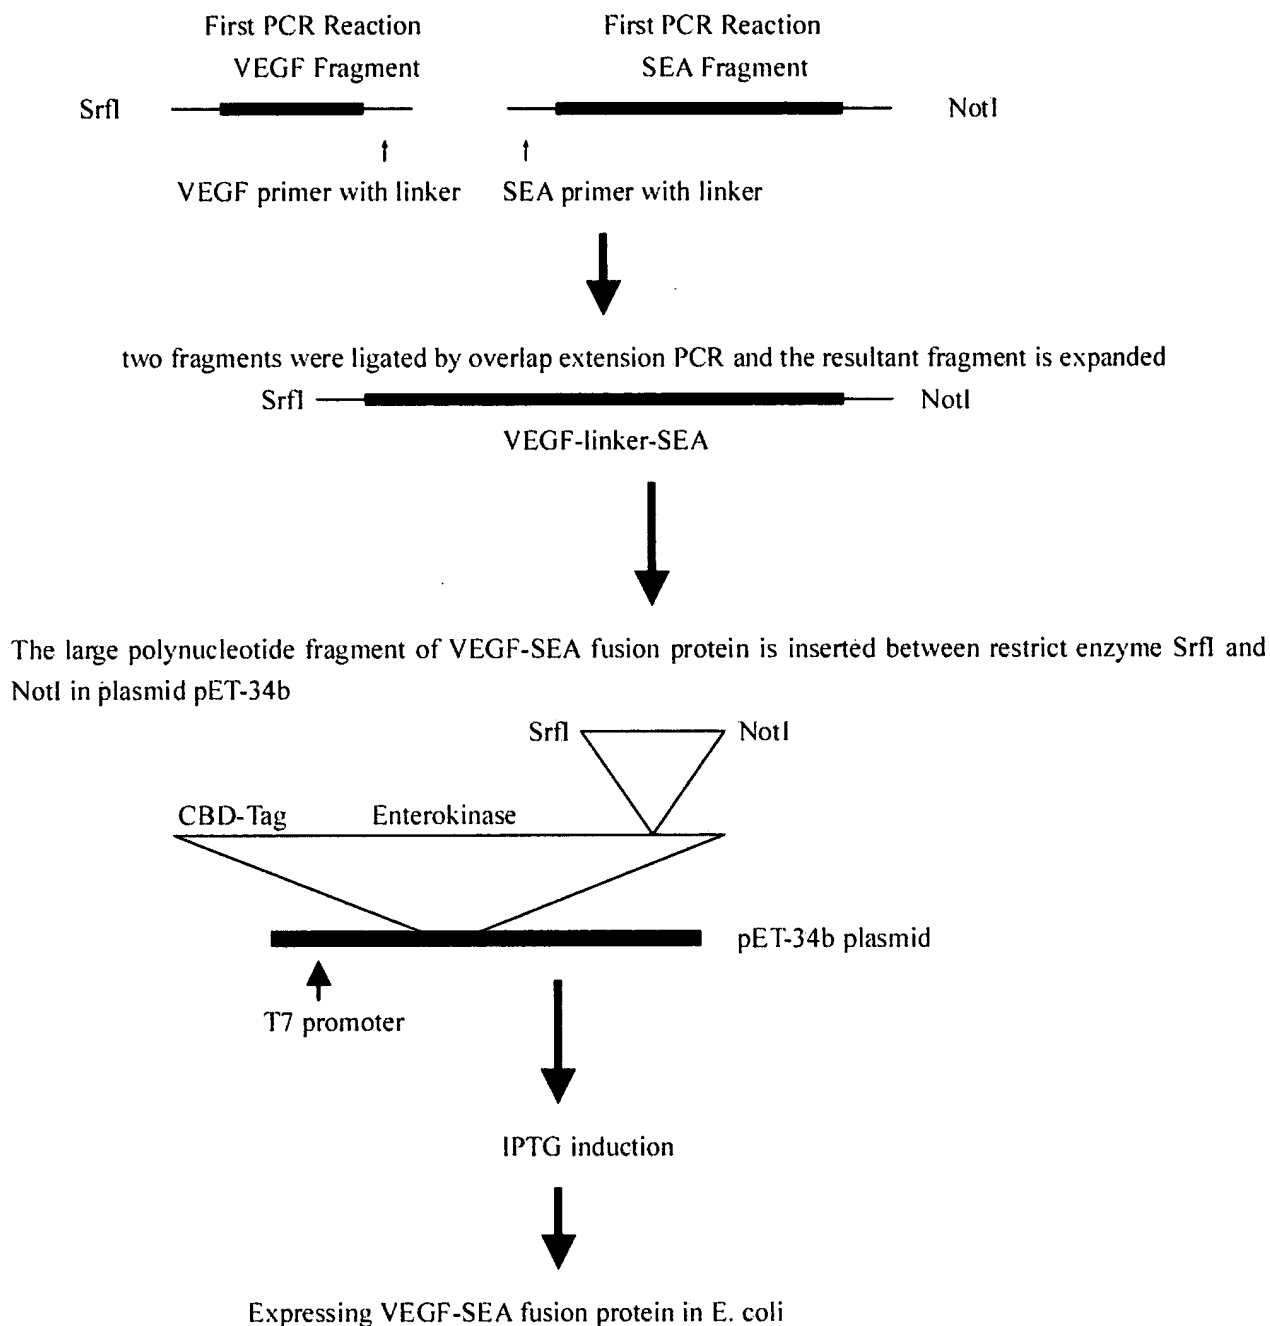 First PCR Reaction
VEGF Fragment
First PCR Reaction
SEA Fragment
SrfI
NotI
VEGF primer with linker
SEA primer with linker
two fragments were ligated by overlap extension PCR and the resultant fragment is expanded
SrfI
NotI
VEGF-linker-SEA
The large polynucleotide fragment of VEGF-SEA fusion protein is inserted between restrict enzyme SrfI and
NotI in plasmid pET-34b
SrfI
NotI
CBD-Tag
Enterokinase
pET-34b plasmid
T7 promoter
IPTG induction
Expressing VEGF-SEA fusion protein in E. coli